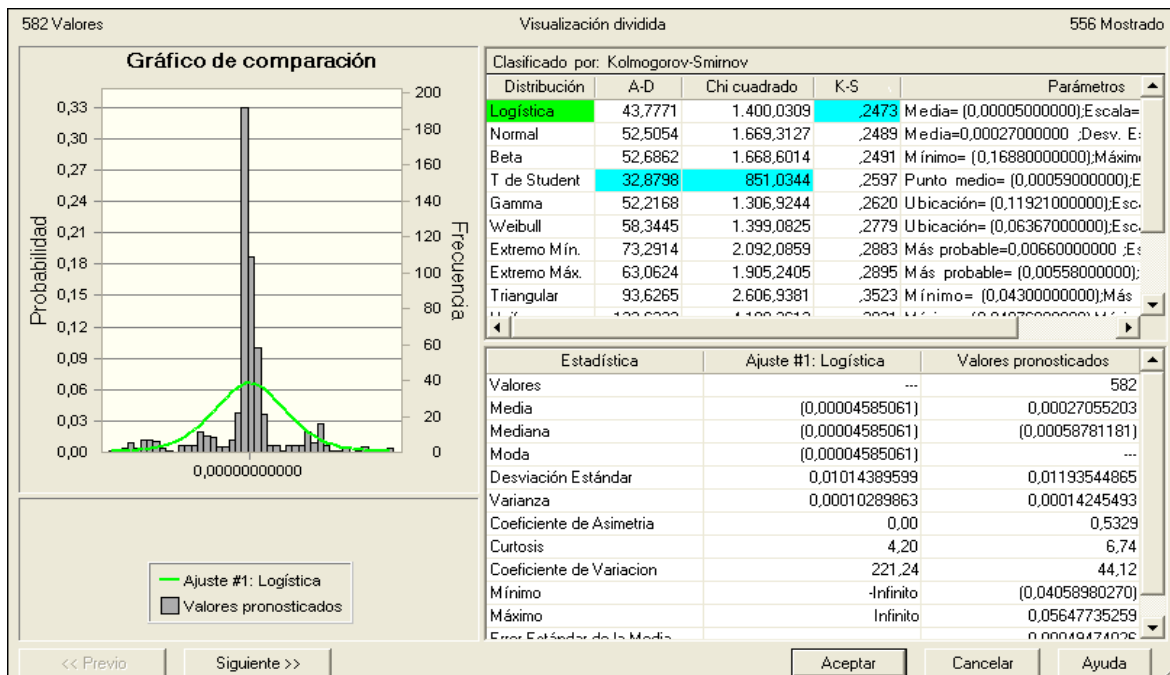 582 Valores Visualización dividida 556 Mostrado
Gráfico de comparación
Probabilidad
0,33
0,30
0,27
0,24
0,21
0,18
0,15
0,12
0,09
0,06
0,03
0,00
200
180
160
140
120
100
80
60
40
20
0
Frecuencia
0,000000000000
Ajuste #1: Logística
Valores pronosticados
Clasificado por: Kolmogorov-Smirnov
Distribución A-D Chi cuadrado K-S Parámetros
Logística 43,7771 1.400,0309 ,2473 Media= (0,00005000000);Escala=
Normal 52,5054 1.669,3127 ,2489 Media=0,00027000000 ;Desv. E
Beta 52,6862 1.668,6014 ,2491 Mínimo= (0,16880000000);Máxim
T de Student 32,8798 851,0344 ,2597 Punto medio= (0,00059000000);E
Gamma 52,2168 1.306,9244 ,2620 Ubicación= (0,11921000000);Esc
Weibull 58,3445 1.399,0825 ,2779 Ubicación= (0,06367000000);Esc
Extremo Mín. 73,2914 2.092,0859 ,2883 Más probable=0,00660000000 ;Es
Extremo Máx. 63,0624 1.905,2405 ,2895 Más probable= (0,00558000000);
Triangular 93,6265 2.606,9381 ,3523 Mínimo= (0,04300000000);Más
Estadística Ajuste #1: Logística Valores pronosticados
Valores --- 582
Media (0,00004585061) 0,00027055203
Mediana (0,00004585061) (0,00058781181)
Moda (0,00004585061) ---
Desviación Estándar 0,01014389599 0,01193544865
Varianza 0,00010289863 0,00014245493
Coeficiente de Asimetria 0,00 0,5329
Curtosis 4,20 6,74
Coeficiente de Variacion 221,24 44,12
Mínimo -Infinito (0,04058980270)
Máximo Infinito 0,05647735259
Error Estándar de la Media 0,00049474026
<< Previo Siguiente >> Aceptar Cancelar Ayuda